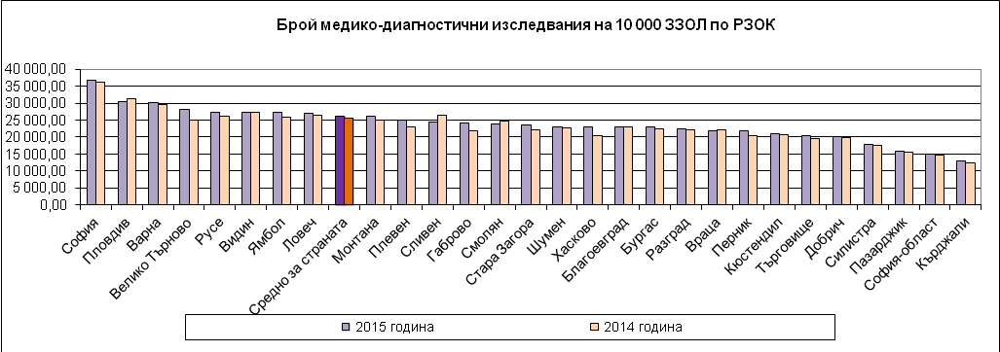 Брой медико-диагностични изследвания на 10 000 ЗЗОЛ по РЗОК
40 000,00
35 000,00
30 000,00
25 000,00
20 000,00
15 000,00
10 000,00
5 000,00
0,00
София
Пловдив
Варна
Велико Търново
Русе
Видин
Ямбол
Ловеч
Средно за страната
Монтана
Плевен
Сливен
Габрово
Смолян
Стара Загора
Шумен
Хасково
Благоевград
Бургас
Разград
Враца
Перник
Кюстендил
Търговище
Добрич
Силистра
Пазарджик
София-област
Кърджали
2015 година
2014 година